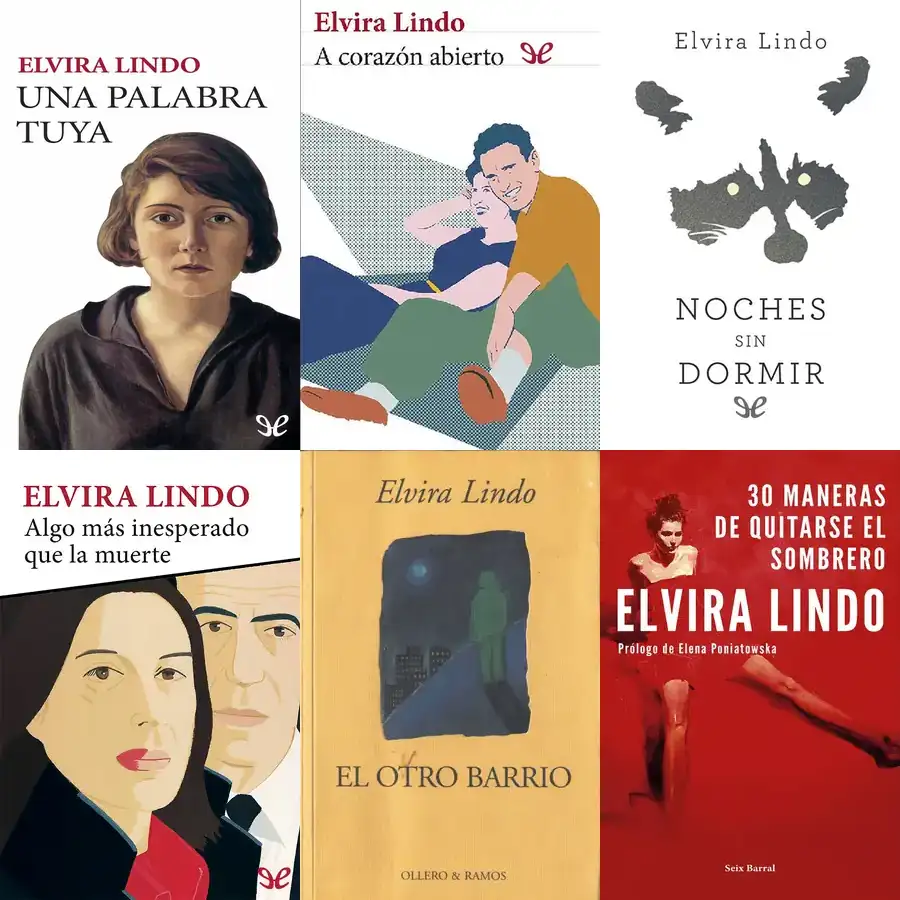 ELVIRA LINDO
UNA PALABRA
TUYA
Elvira Lindo
A corazón abierto
Elvira Lindo
NOCHES
SIN
DORMIR
ELVIRA LINDO
Algo más inesperado
que la muerte
Elvira Lindo
EL OTRO BARRIO
OLLERO & RAMOS
30 MANERAS
DE QUITARSE EL
SOMBRERO
ELVIRA LINDO
Prólogo de Elena Poniatowska
Seix Barral